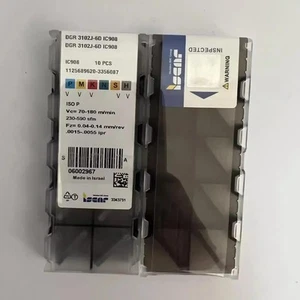 DGR 3102J-6D IC908
DGR 3102J-6D IC908
IC908 10 PCS
P M K N S H
ISO P
Vc= 70-180 m/min
230-590 sfm
Fz= 0.04-0.14 mm/rev
.0015-.0055 ipr
B
A
06002967
Made in Israel
iscar
INSPECTED
WARNING
iscar